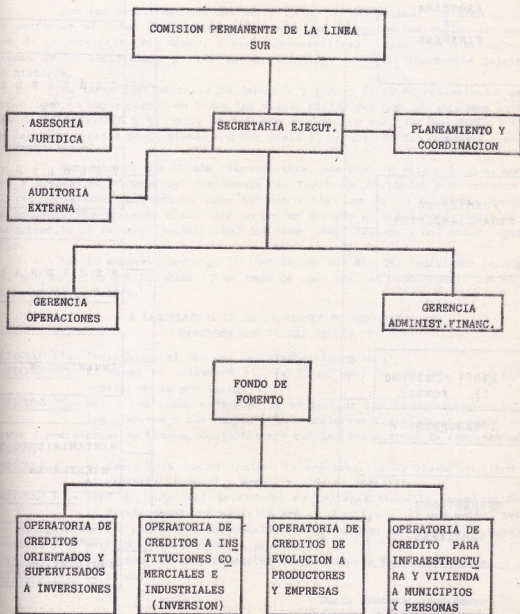 COMISION PERMANENTE DE LA LINEA
SUR
ASESORIA
JURIDICA
SECRETARIA EJECUT.
PLANEAMIENTO Y
COORDINACION
AUDITORIA
EXTERNA
GERENCIA
OPERACIONES
GERENCIA
ADMINIST.FINANC.
FONDO DE
FOMENTO
OPERATORIA DE
CREDITOS
ORIENTADOS Y
SUPERVISADOS
A INVERSIONES
OPERATORIA DE
CREDITOS A INS
TITUCIONES CO
MERCIALES E
INDUSTRIALES
(INVERSION)
OPERATORIA DE
CREDITOS DE
EVOLUCION A
PRODUCTORES
Y EMPRESAS
OPERATORIA DE
CREDITO PARA
INFRAESTRUCTU
RA Y VIVIENDA
A MUNICIPIOS
Y PERSONAS